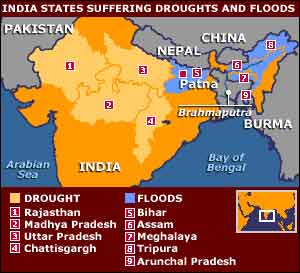 INDIA STATES SUFFERING DROUGHTS AND FLOODS
PAKISTAN
CHINA
NEPAL
1
3
5
6
7
8
9
2
4
Patna
Brahmaputra
BURMA
Arabian
Sea
INDIA
Bay of
Bengal
DROUGHT
1 Rajasthan
2 Madhya Pradesh
3 Uttar Pradesh
4 Chattisgargh
FLOODS
5 Bihar
6 Assam
7 Meghalaya
8 Tripura
9 Arunchal Pradesh